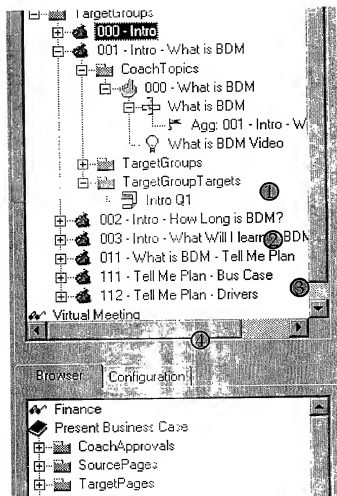 TargetGroups
000 - Intro
001 - Intro - What is BDM
CoachTopics
000 - What is BDM
What is BDM
Agg: 001 - Intro - W
What is BDM Video
TargetGroups
TargetGroupTargets
1
Intro Q1
002 - Intro - How Long is BDM?
003 - Intro - What Will I learn BDM
2
011 - What is BDM - Tell Me Plan
111 - Tell Me Plan - Bus Case
3
112 - Tell Me Plan - Drivers
Virtual Meeting
4
Browser Configuration
Finance
Present Business Case
CoachApprovals
SourcePages
TargetPages